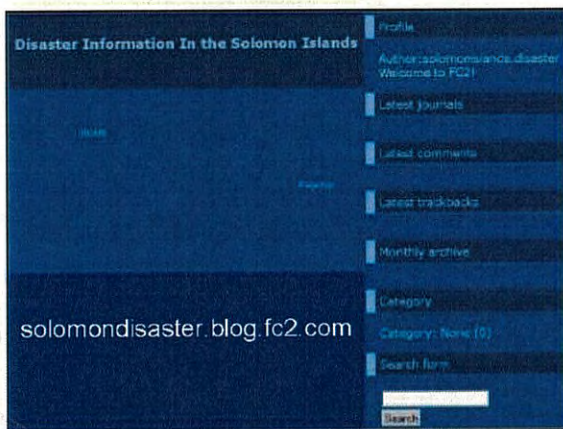 Disaster Information In the Solomon Islands
solomondisaster.blog.fc2.com
Profile
Author:solomonislands.disaster
Welcome to FC2!
Latest journals
Latest comments
Latest trackbacks
Monthly archive
Category
Category: None (0)
Search form
Search